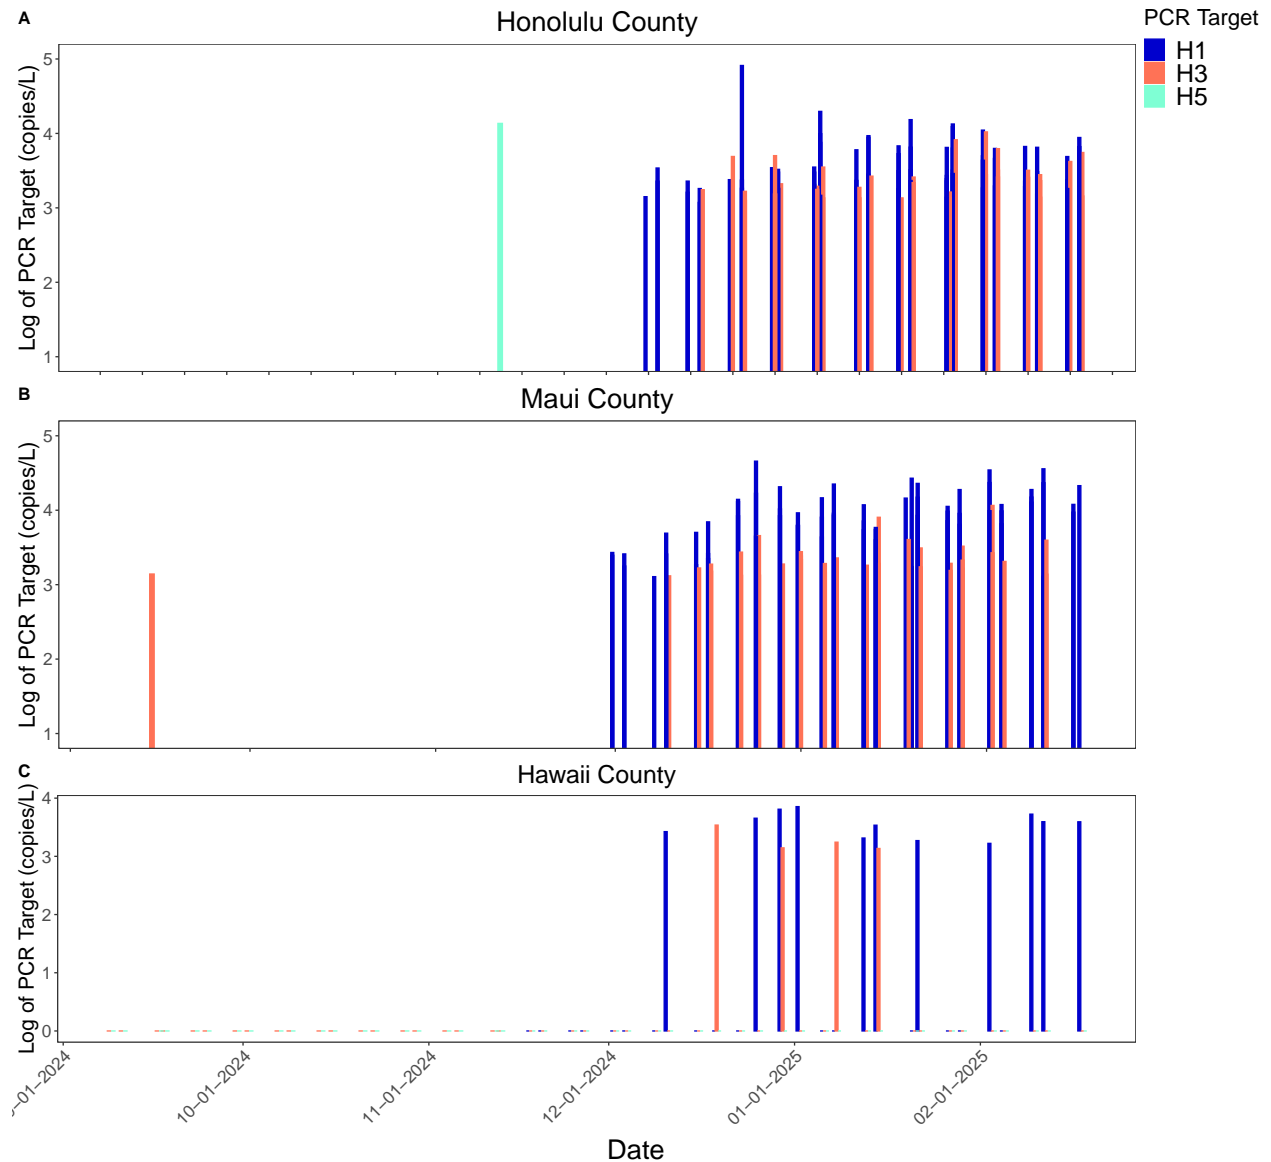 A
Honolulu County
PCR Target
H1
H3
H5
Log of PCR Target (copies/L)
5
4
3
2
1
B
Maui County
Log of PCR Target (copies/L)
5
4
3
2
1
C
Hawaii County
Log of PCR Target (copies/L)
4
3
2
1
0
–01–2024
10–01–2024
11–01–2024
12–01–2024
01–01–2025
02–01–2025
Date